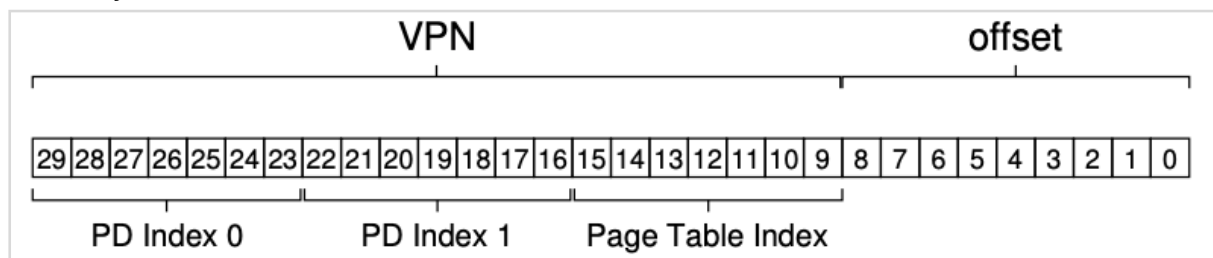 VPN offset
29 28 27 26 25 24 23 22 21 20 19 18 17 16 15 14 13 12 11 10 9 8 7 6 5 4 3 2 1 0
PD Index 0 PD Index 1 Page Table Index